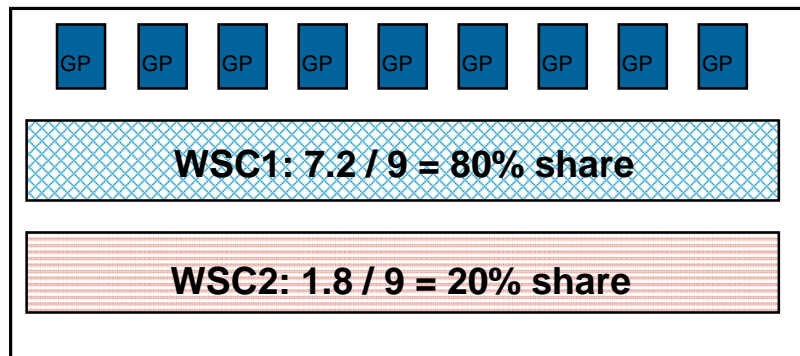 GP GP GP GP GP GP GP GP GP
WSC1: 7.2 / 9 = 80% share
WSC2: 1.8 / 9 = 20% share